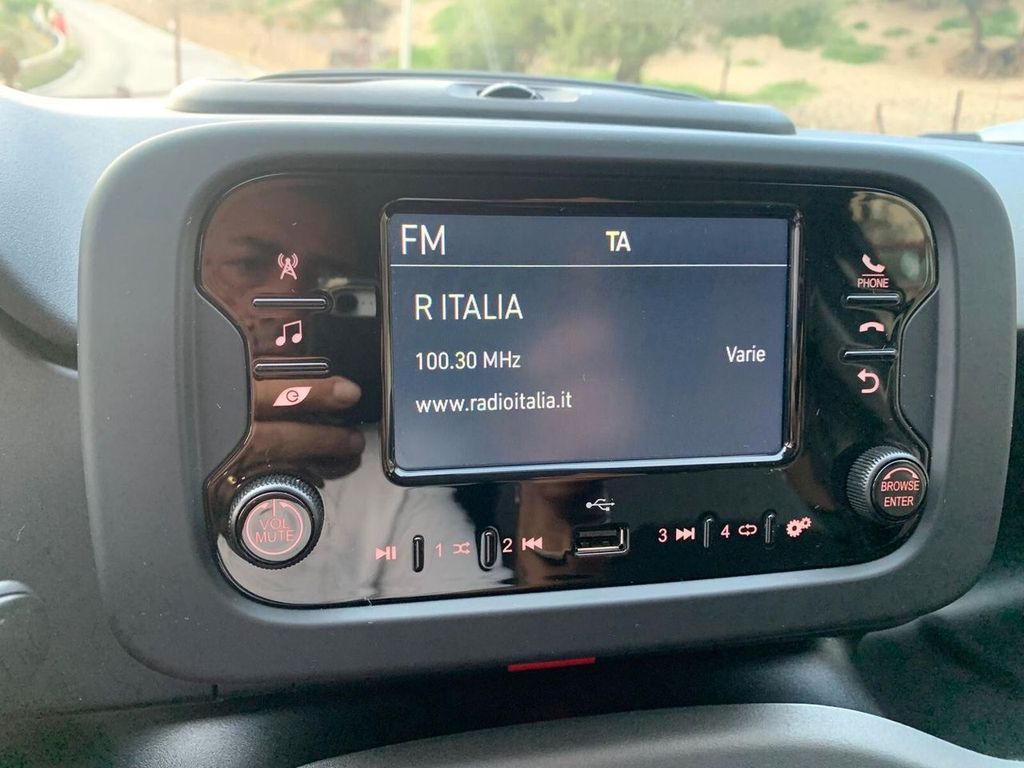 FM TA
R ITALIA
100.30 MHz Varie
www.radioitalia.it
PHONE
VOL
MUTE
BROWSE
ENTER
1 2 3 4